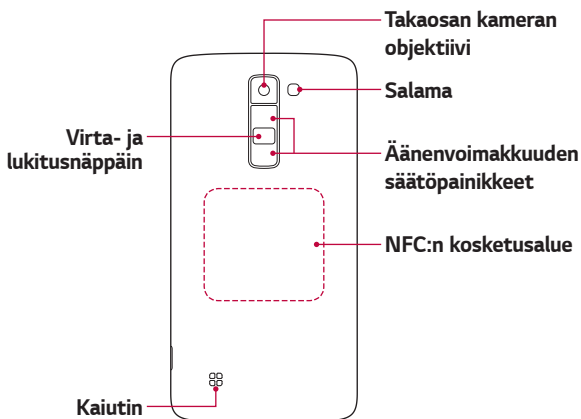 Takaosan kameran
objektiivi
Salama
Virta- ja
lukitusnäppäin
Äänenvoimakkuuden
säätöpainikkeet
NFC:n kosketusalue
Kaiutin